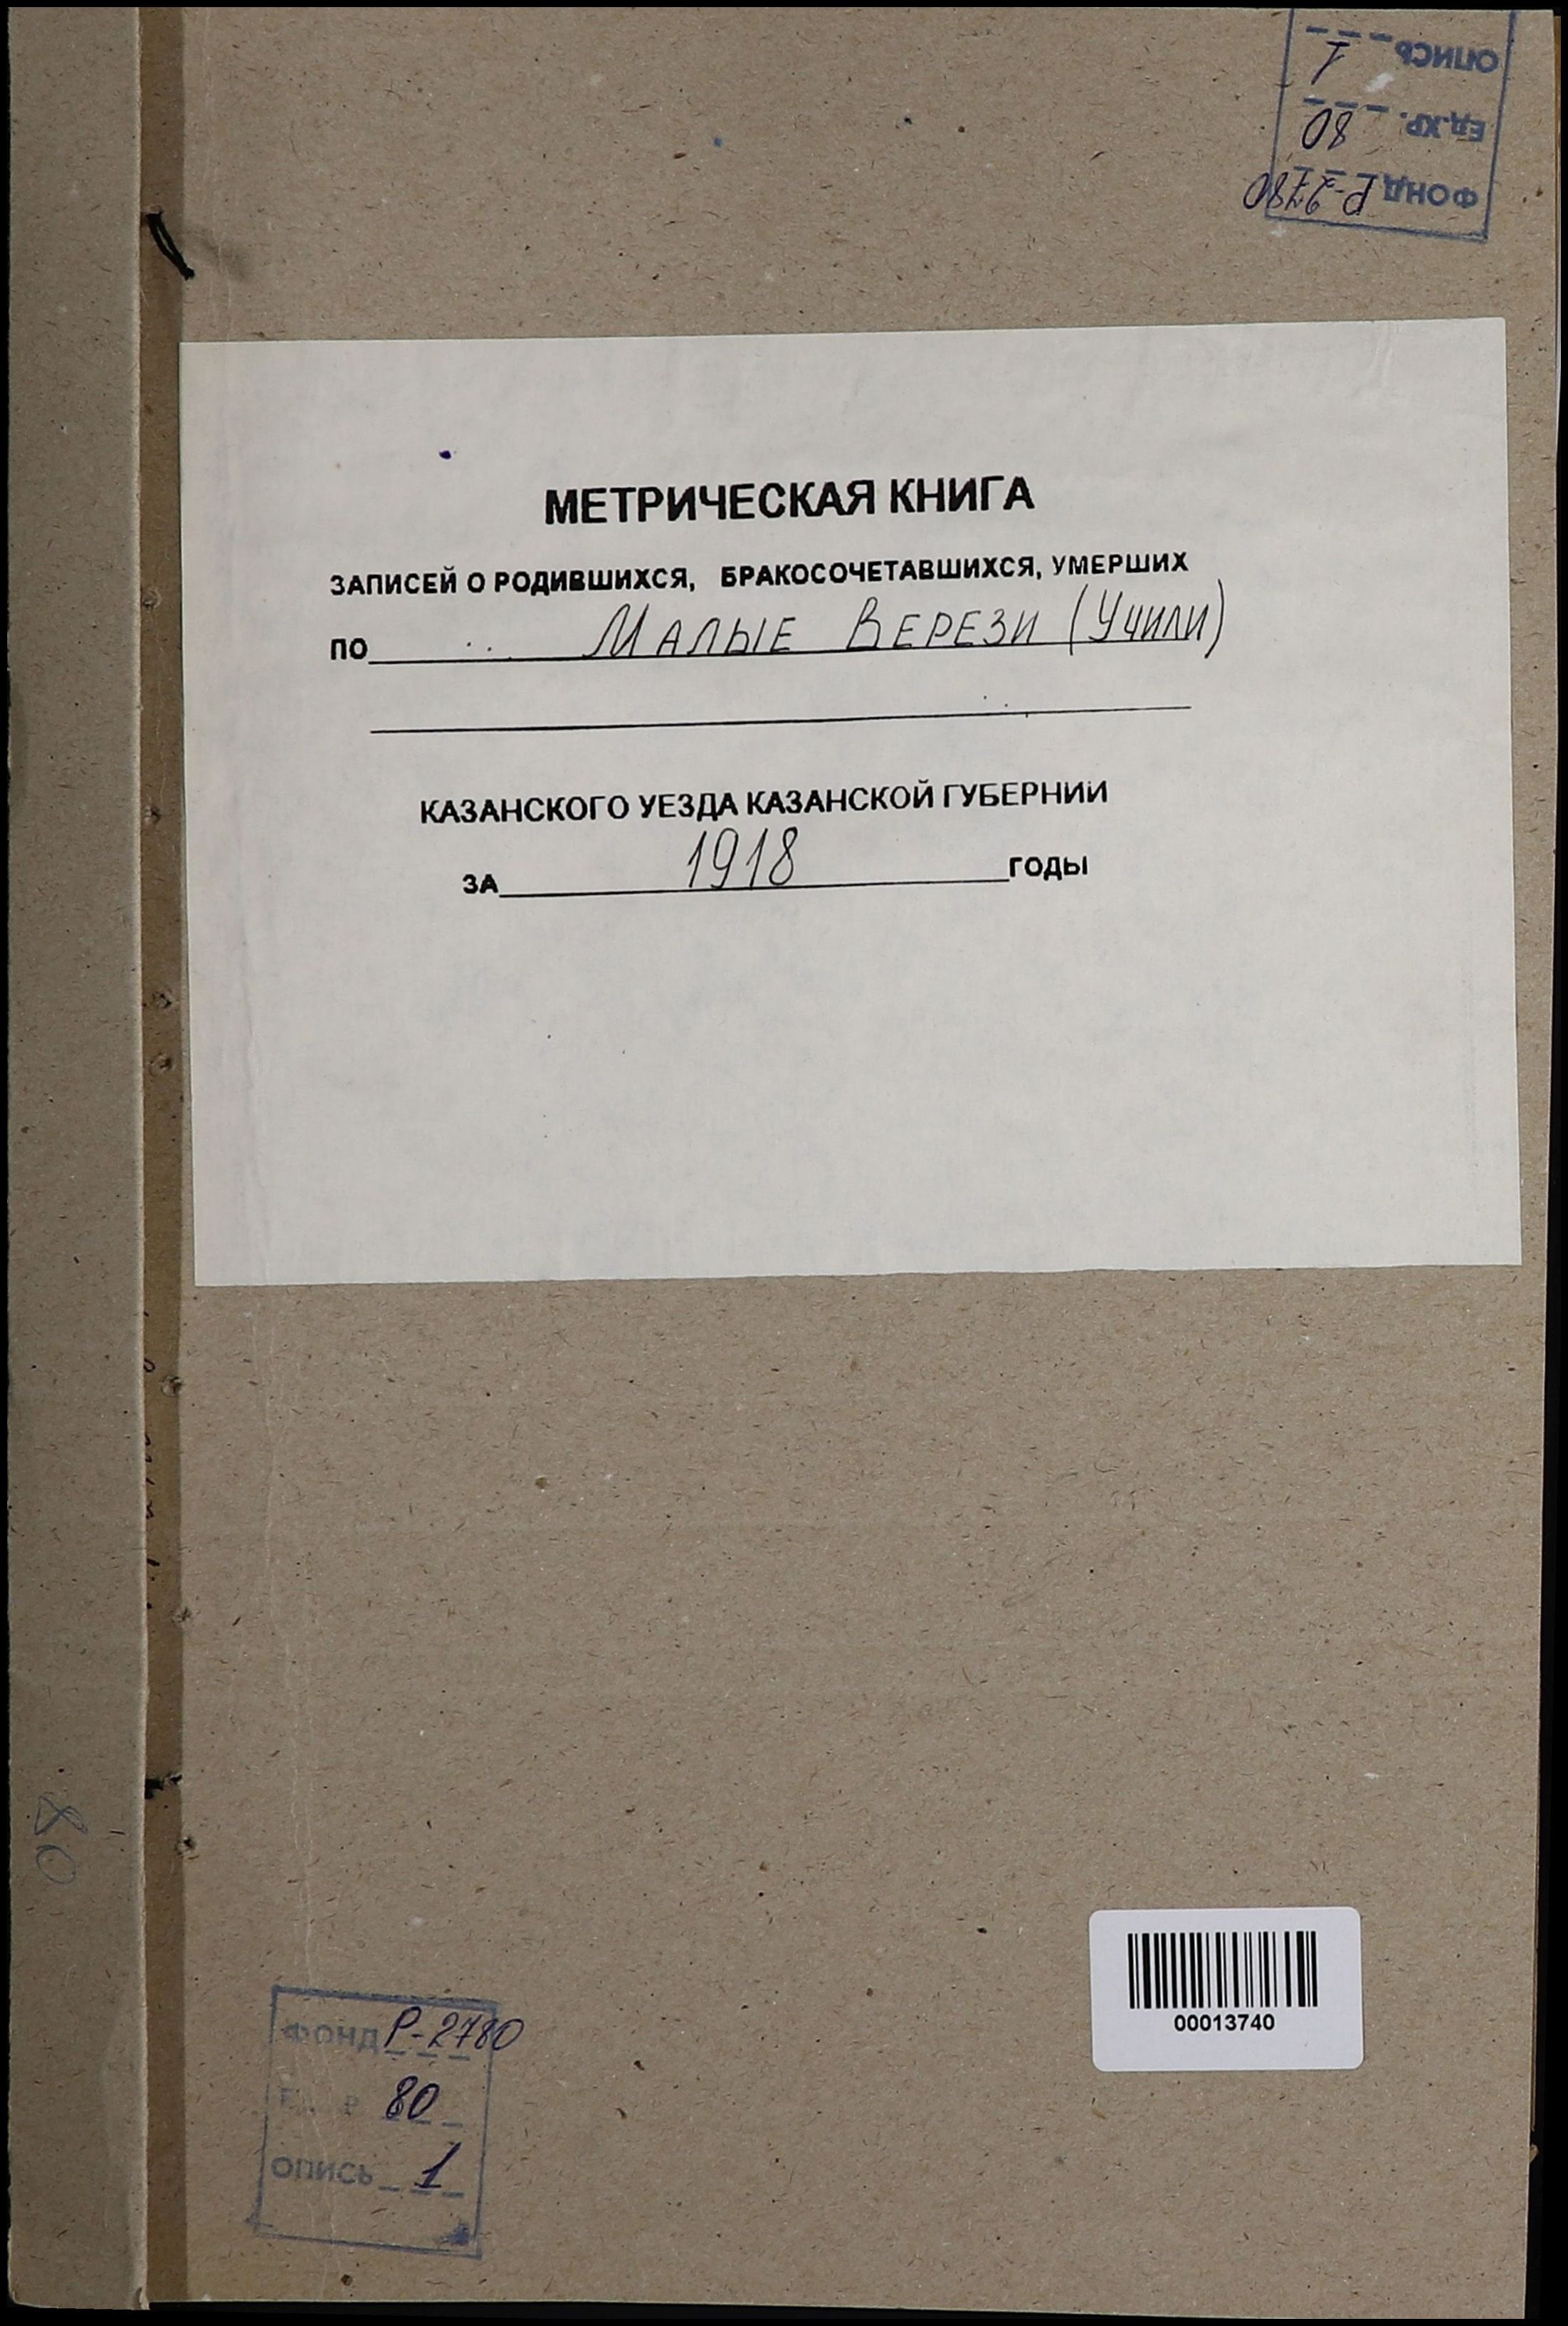 ОПИСЬ 1
ЕД.ХР. 80
ФОНД Р-2780
МЕТРИЧЕСКАЯ КНИГА
ЗАПИСЕЙ О РОДИВШИХСЯ, БРАКОСОЧЕТАВШИХСЯ, УМЕРШИХ
ПО МАЛЫЕ ВЕРЕЗИ (УЧИЛИ)
КАЗАНСКОГО УЕЗДА КАЗАНСКОЙ ГУБЕРНИИ
ЗА 1918 ГОДЫ
80
ФОНД Р-2780
80
ОПИСЬ 1
00013740